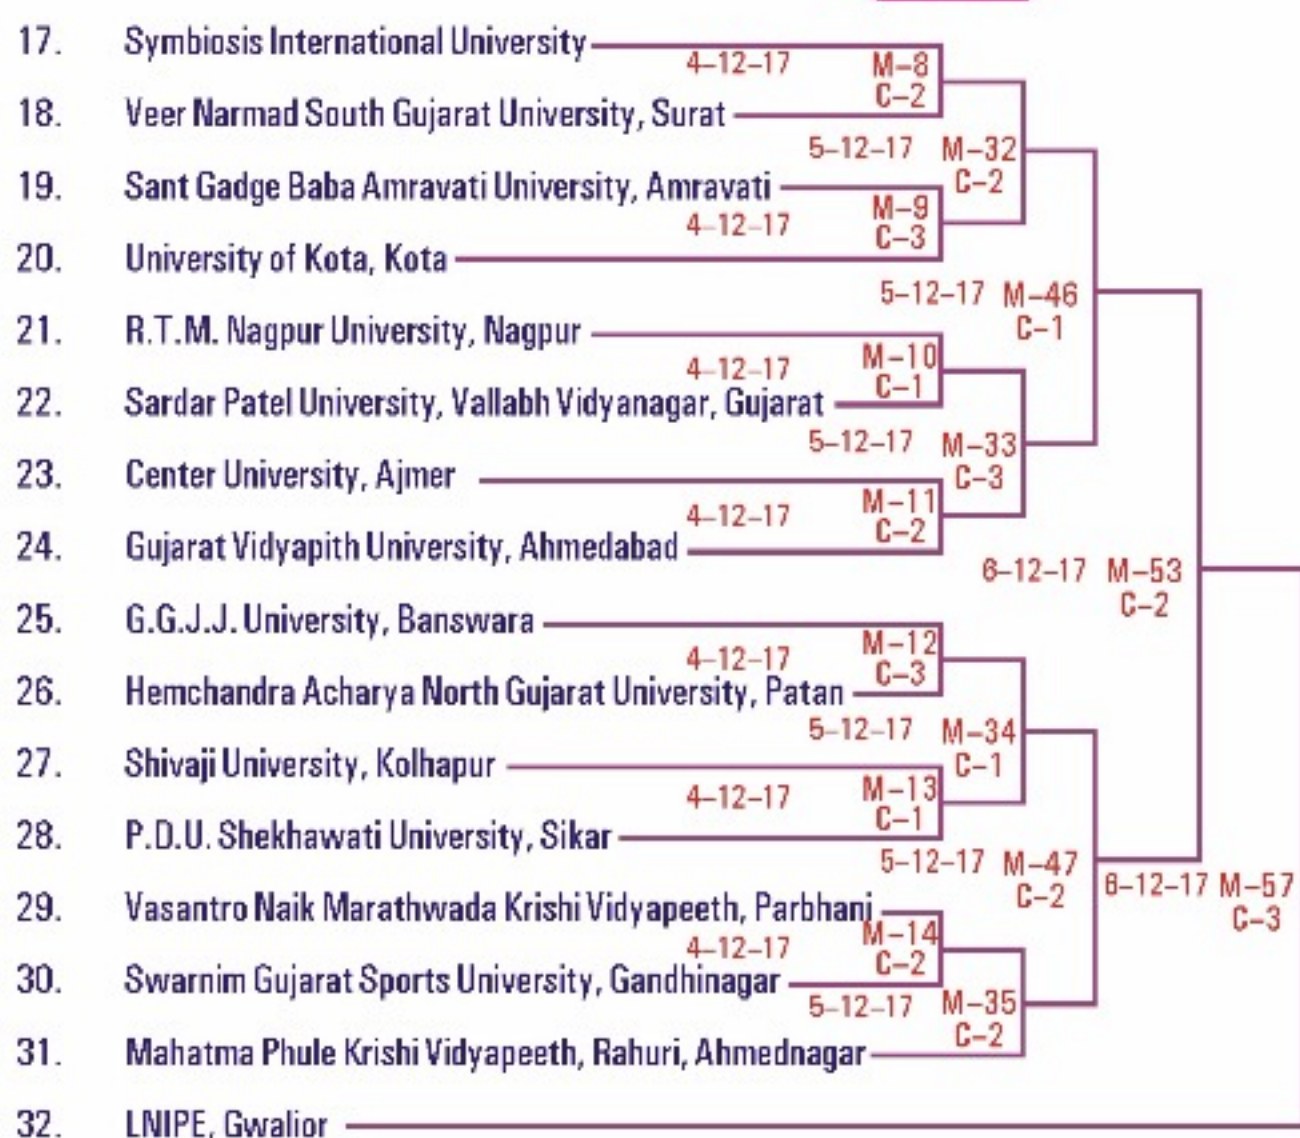 17. Symbiosis International University
4–12–17 M–8
C–2
18. Veer Narmad South Gujarat University, Surat
5–12–17 M–32
C–2
19. Sant Gadge Baba Amravati University, Amravati
4–12–17 M–9
C–3
20. University of Kota, Kota
5–12–17 M–46
C–1
21. R.T.M. Nagpur University, Nagpur
4–12–17 M–10
C–1
22. Sardar Patel University, Vallabh Vidyanagar, Gujarat
5–12–17 M–33
C–3
23. Center University, Ajmer
4–12–17 M–11
C–2
24. Gujarat Vidyapith University, Ahmedabad
6–12–17 M–53
C–2
25. G.G.J.J. University, Banswara
4–12–17 M–12
C–3
26. Hemchandra Acharya North Gujarat University, Patan
5–12–17 M–34
C–1
27. Shivaji University, Kolhapur
4–12–17 M–13
C–1
28. P.D.U. Shekhawati University, Sikar
5–12–17 M–47
C–2
6–12–17 M–57
C–3
29. Vasantro Naik Marathwada Krishi Vidyapeeth, Parbhani
4–12–17 M–14
C–2
30. Swarnim Gujarat Sports University, Gandhinagar
5–12–17 M–35
C–2
31. Mahatma Phule Krishi Vidyapeeth, Rahuri, Ahmednagar
32. LNIPE, Gwalior